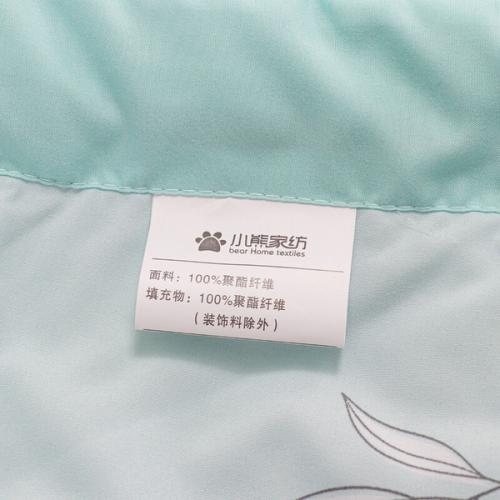 小熊家纺
bear Home textiles
面料：100%聚酯纤维
填充物：100%聚酯纤维
（装饰料除外）